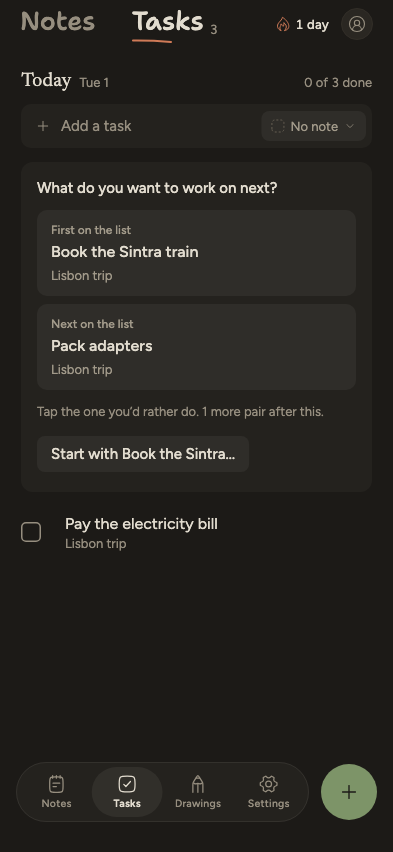 Notes
Tasks 3
1 day
Today Tue 1
0 of 3 done
Add a task
No note
What do you want to work on next?
First on the list
Book the Sintra train
Lisbon trip
Next on the list
Pack adapters
Lisbon trip
Tap the one you’d rather do. 1 more pair after this.
Start with Book the Sintra...
Pay the electricity bill
Lisbon trip
Notes
Tasks
Drawings
Settings